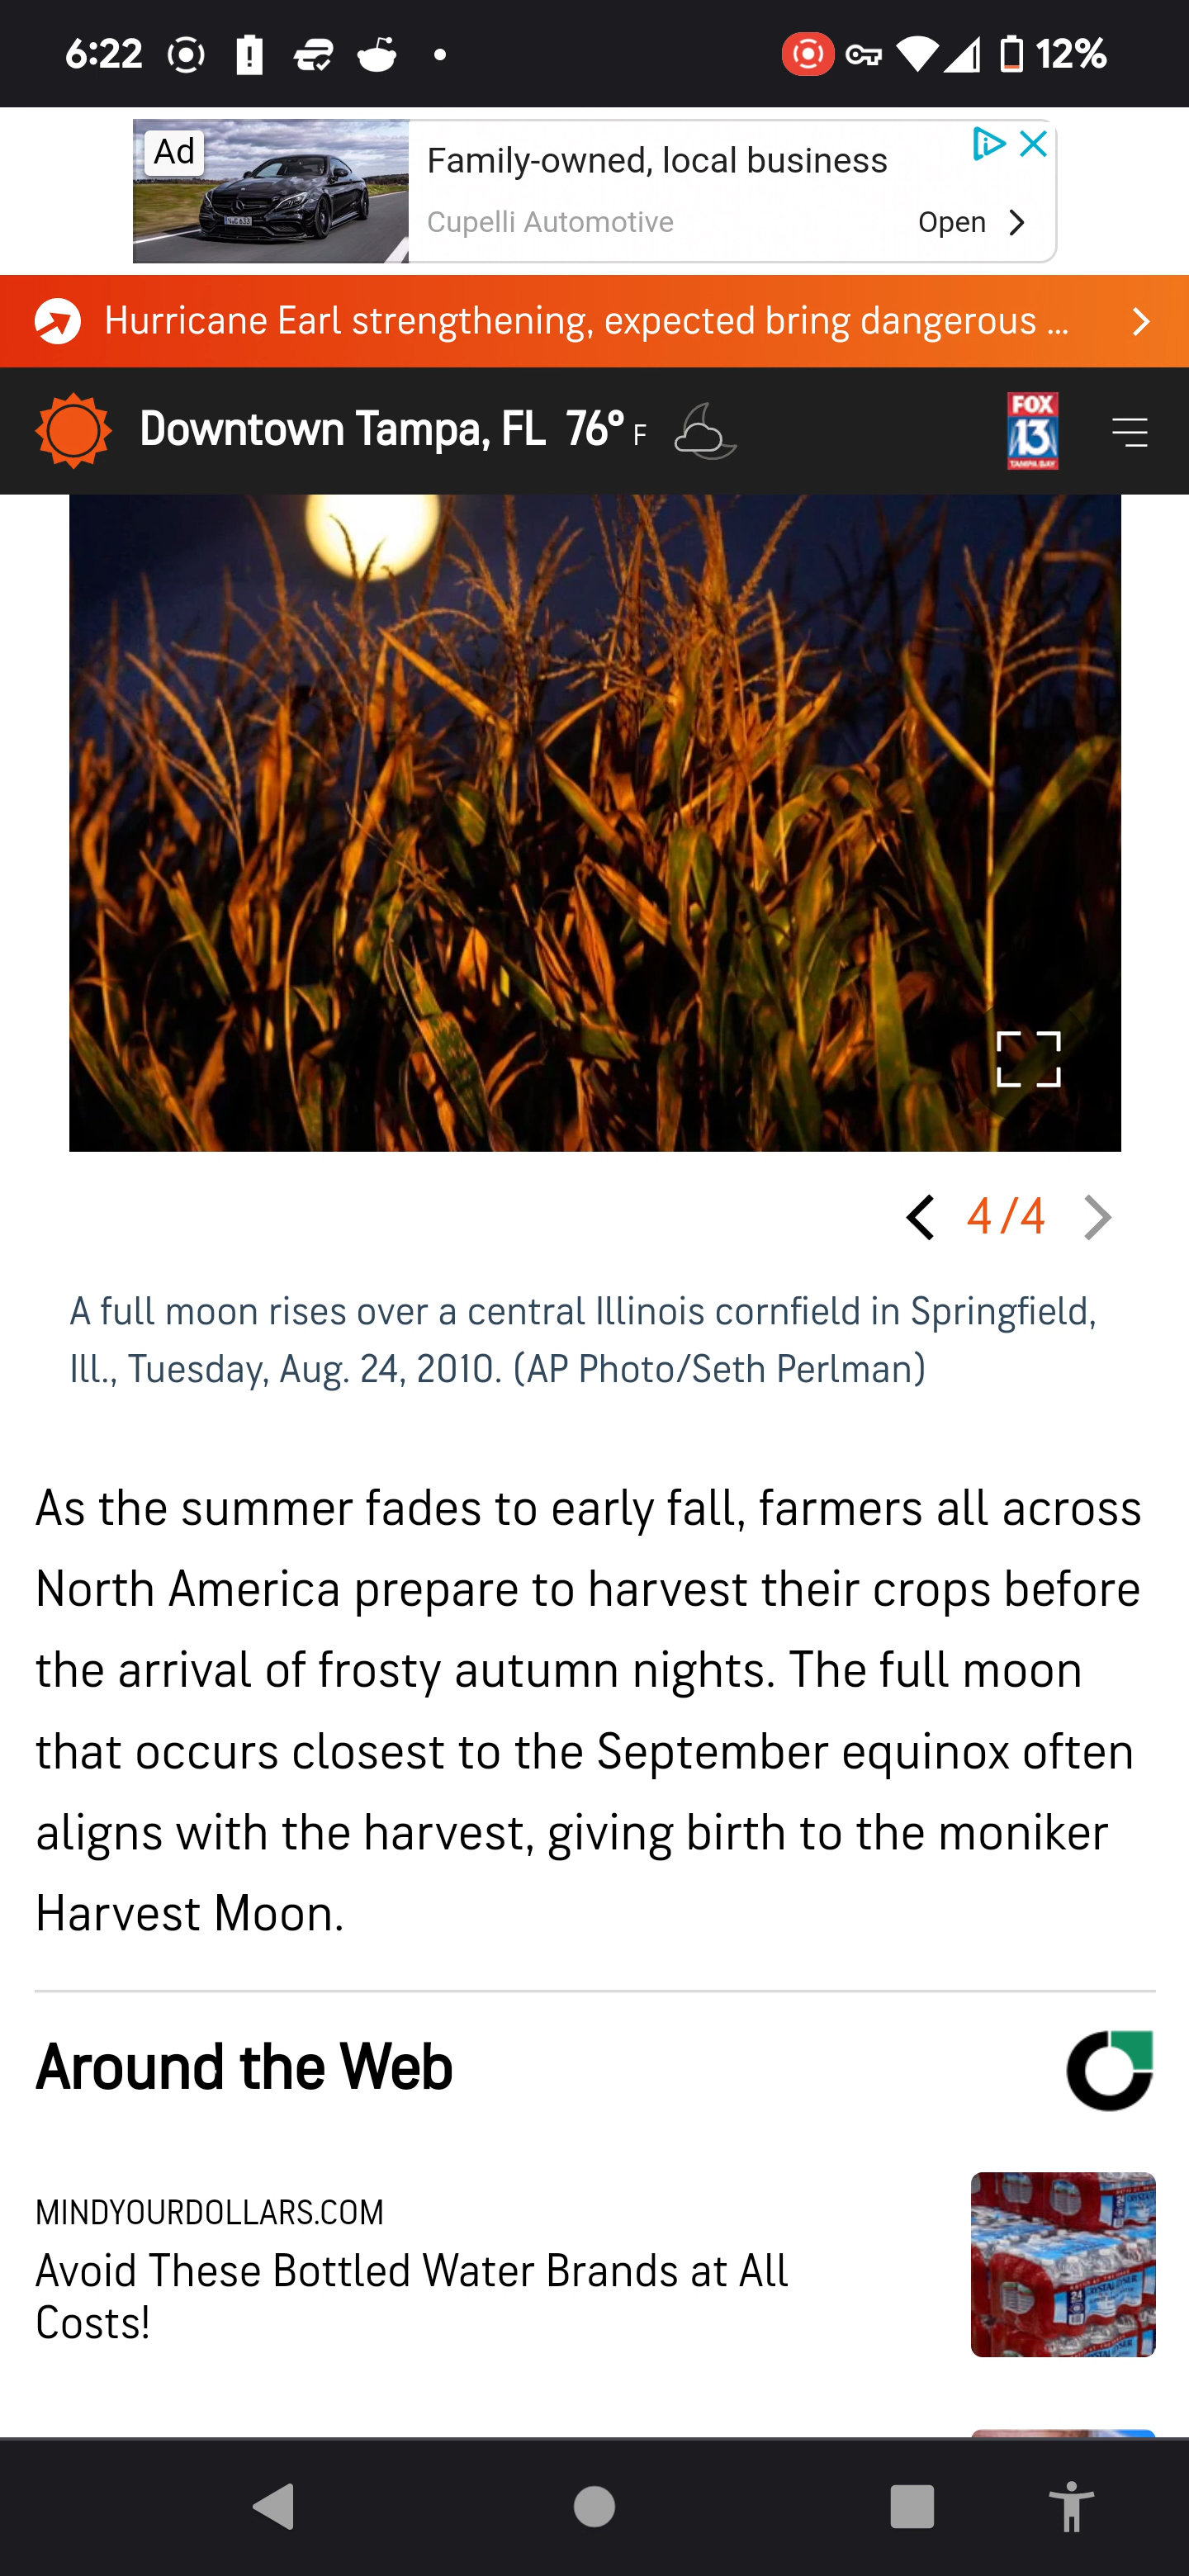 6:22
12%
Ad
Family-owned, local business
Cupelli Automotive
Open
Hurricane Earl strengthening, expected bring dangerous ...
Downtown Tampa, FL 76° F
FOX
13
TAMPA BAY
4/4
A full moon rises over a central Illinois cornfield in Springfield,
Ill., Tuesday, Aug. 24, 2010. (AP Photo/Seth Perlman)
As the summer fades to early fall, farmers all across
North America prepare to harvest their crops before
the arrival of frosty autumn nights. The full moon
that occurs closest to the September equinox often
aligns with the harvest, giving birth to the moniker
Harvest Moon.
Around the Web
MINDYOURDOLLARS.COM
Avoid These Bottled Water Brands at All
Costs!
24